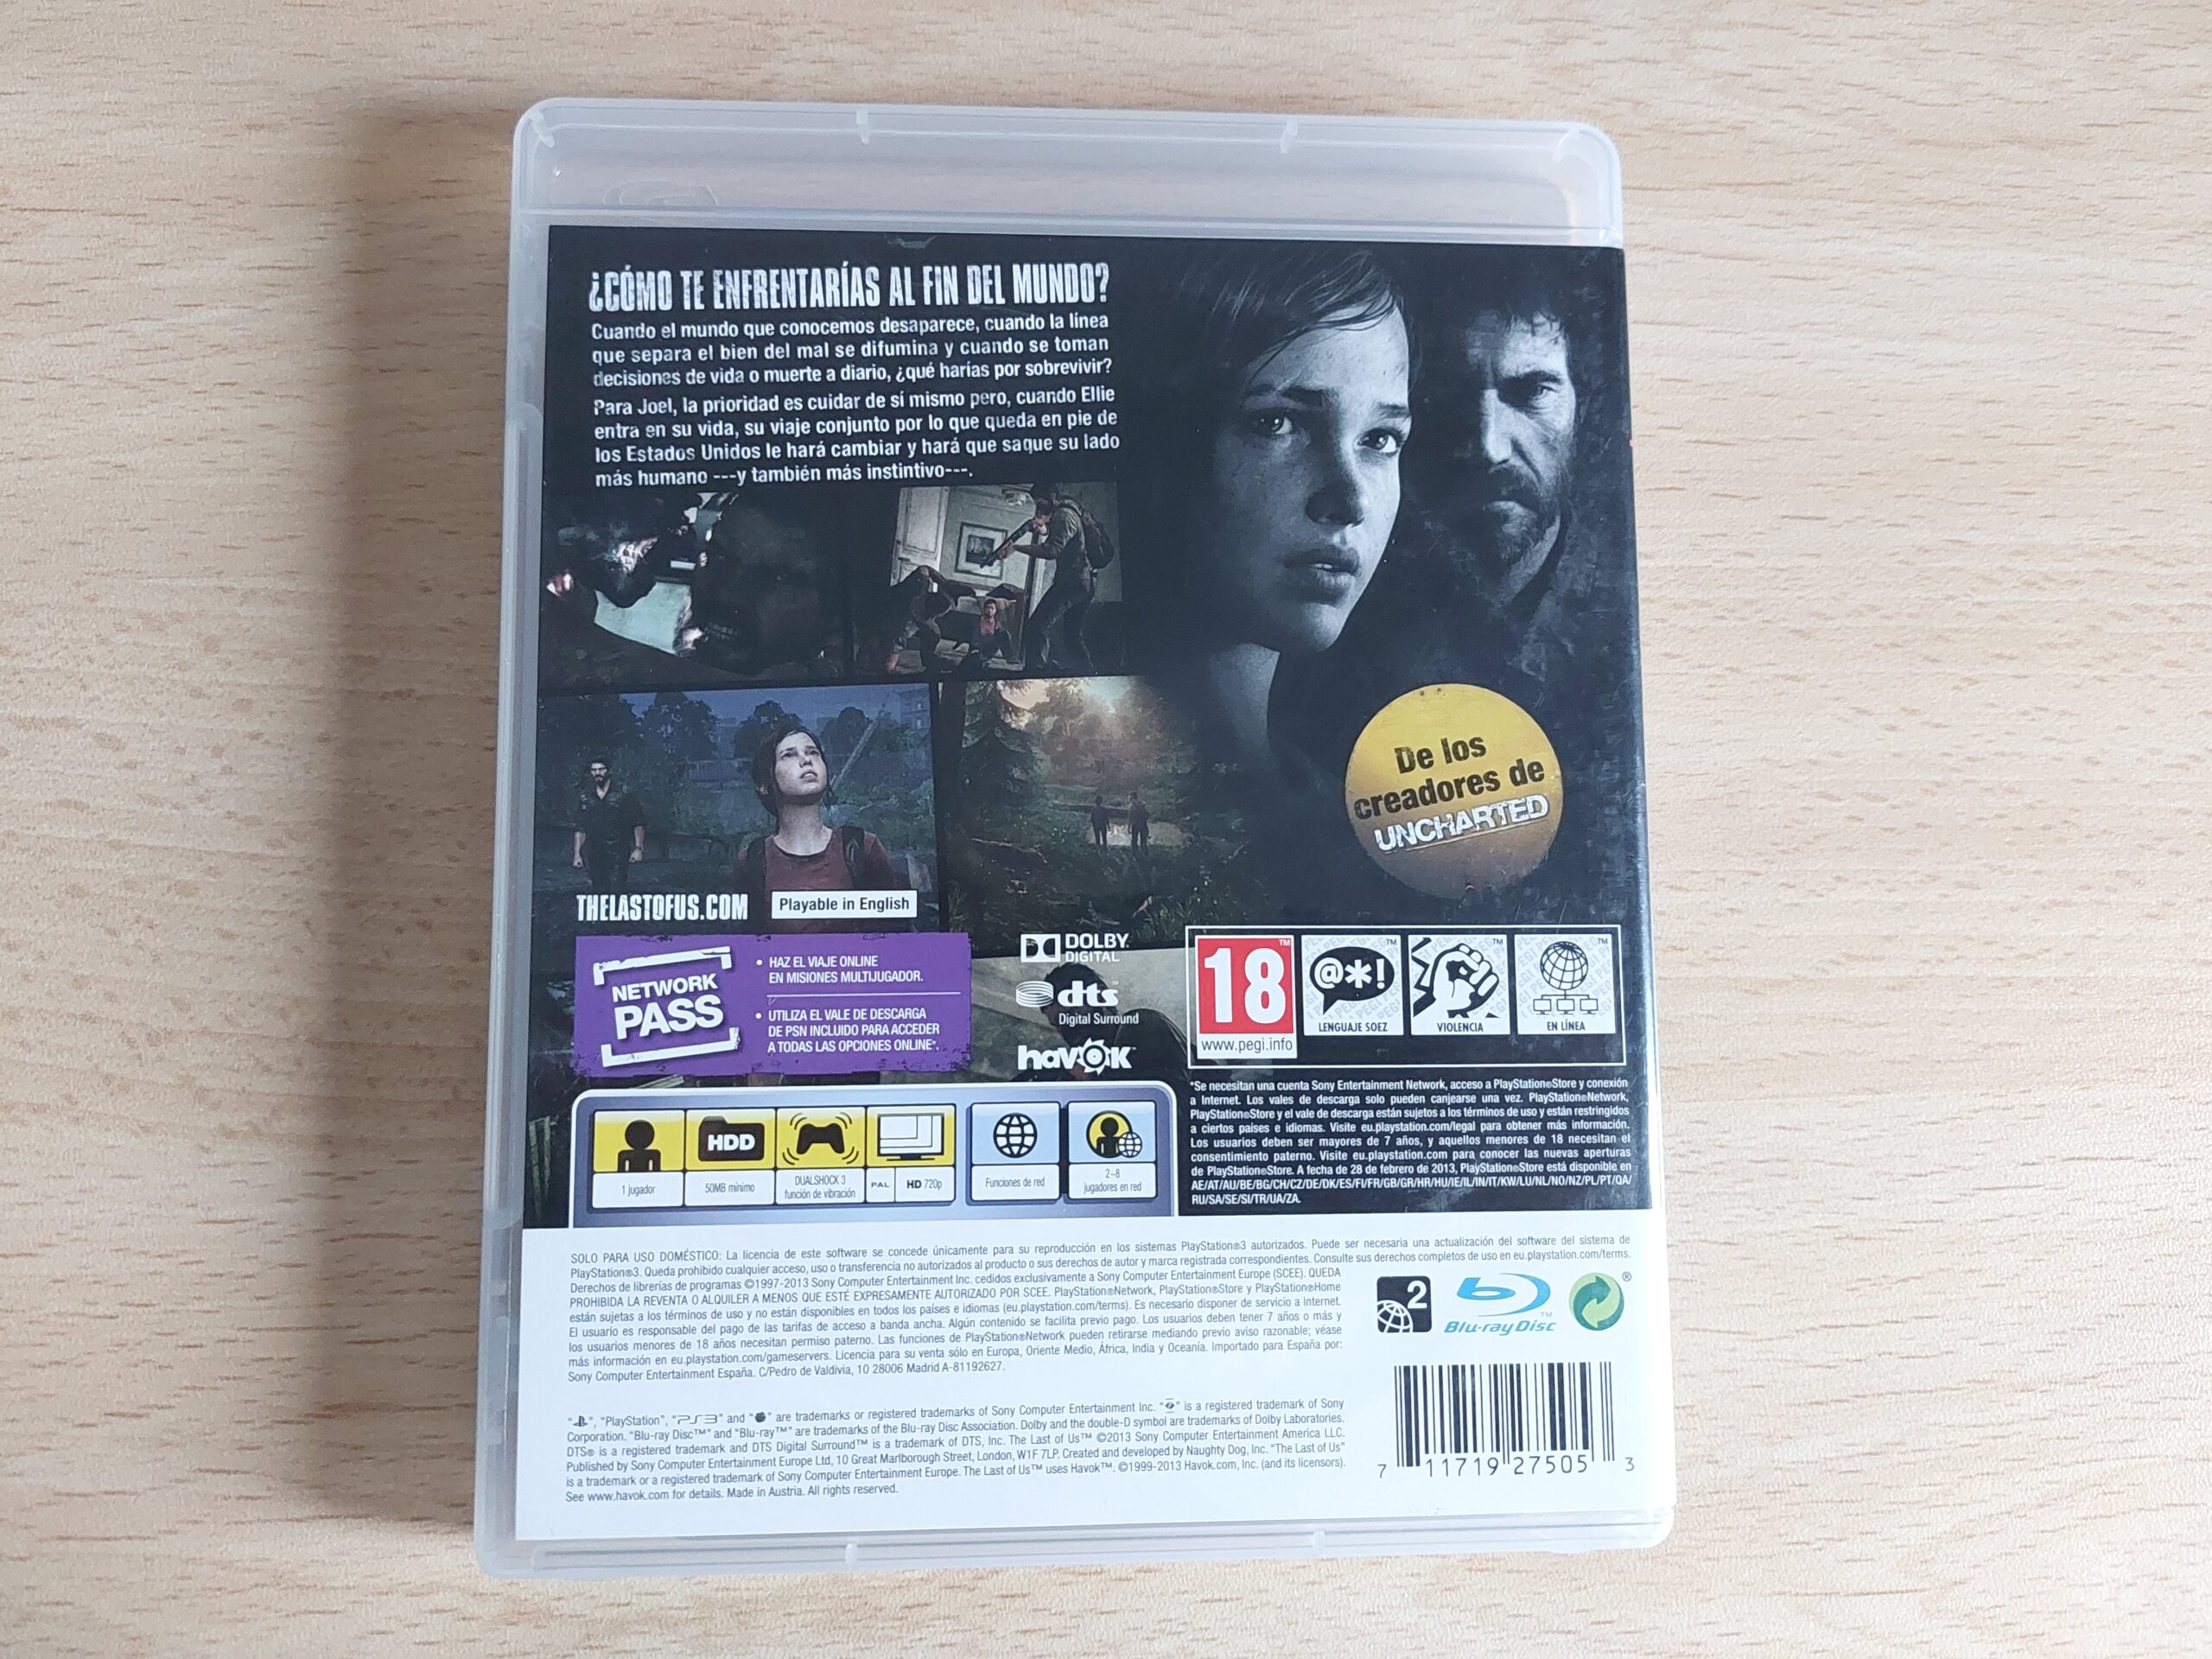 ¿CÓMO TE ENFRENTARÍAS AL FIN DEL MUNDO?
Cuando el mundo que conocemos desaparece, cuando la línea
que separa el bien del mal se difumina y cuando se toman
decisiones de vida o muerte a diario, ¿qué harías por sobrevivir?
Para Joel, la prioridad es cuidar de sí mismo pero, cuando Ellie
entra en su vida, su viaje conjunto por lo que queda en pie de
los Estados Unidos le hará cambiar y hará que saque su lado
más humano ---y también más instintivo---.
De los
creadores de
UNCHARTED
THELASTOFUS.COM
Playable in English
NETWORK
PASS
• HAZ EL VIAJE ONLINE
EN MISIONES MULTIJUGADOR.
• UTILIZA EL VALE DE DESCARGA
DE PSN INCLUIDO PARA ACCEDER
A TODAS LAS OPCIONES ONLINE*.
DOLBY
DIGITAL
dts
Digital Surround
havok
18
www.pegi.info
@*!
LENGUAJE SOEZ
VIOLENCIA
EN LÍNEA
*Se necesitan una cuenta Sony Entertainment Network, acceso a PlayStation®Store y conexión
a Internet. Los vales de descarga solo pueden canjearse una vez. PlayStation®Network,
PlayStation®Store y el vale de descarga están sujetos a los términos de uso y están restringidos
a ciertos países e idiomas. Visite eu.playstation.com/legal para obtener más información.
Los usuarios deben ser mayores de 7 años, y aquellos menores de 18 necesitan el
consentimiento paterno. Visite eu.playstation.com para conocer las nuevas aperturas
de PlayStation®Store. A fecha de 28 de febrero de 2013, PlayStation®Store está disponible en
AE/AT/AU/BE/BG/CH/CZ/DE/DK/ES/FI/FR/GB/GR/HR/HU/IE/IL/IN/IT/KW/LU/NL/NO/NZ/PL/PT/QA/
RU/SA/SE/SI/TR/UA/ZA.
1 jugador
HDD
50MB mínimo
DUALSHOCK 3
función de vibración
PAL
HD 720p
Funciones de red
2-8
jugadores en red
SOLO PARA USO DOMÉSTICO: La licencia de este software se concede únicamente para su reproducción en los sistemas PlayStation®3 autorizados. Puede ser necesaria una actualización del software del sistema de
PlayStation®3. Queda prohibido cualquier acceso, uso o transferencia no autorizados al producto o sus derechos de autor y marca registrada correspondientes. Consulte sus derechos completos de uso en eu.playstation.com/terms.
Derechos de librerías de programas ©1997-2013 Sony Computer Entertainment Inc. cedidos exclusivamente a Sony Computer Entertainment Europe (SCEE). QUEDA
PROHIBIDA LA REVENTA O ALQUILER A MENOS QUE ESTÉ EXPRESAMENTE AUTORIZADO POR SCEE. PlayStation®Network, PlayStation®Store y PlayStation®Home
están sujetas a los términos de uso y no están disponibles en todos los países e idiomas (eu.playstation.com/terms). Es necesario disponer de servicio a Internet.
El usuario es responsable del pago de las tarifas de acceso a banda ancha. Algún contenido se facilita previo pago. Los usuarios deben tener 7 años o más y
los usuarios menores de 18 años necesitan permiso paterno. Las funciones de PlayStation®Network pueden retirarse mediando previo aviso razonable; véase
más información en eu.playstation.com/gameservers. Licencia para su venta sólo en Europa, Oriente Medio, África, India y Oceanía. Importado para España por:
Sony Computer Entertainment España. C/Pedro de Valdivia, 10 28006 Madrid A-81192627.
2
Blu-ray Disc
"", "PlayStation", "PS3" and "" are trademarks or registered trademarks of Sony Computer Entertainment Inc. "" is a registered trademark of Sony
Corporation. "Blu-ray Disc™" and "Blu-ray™" are trademarks of the Blu-ray Disc Association. Dolby and the double-D symbol are trademarks of Dolby Laboratories.
DTS® is a registered trademark and DTS Digital Surround™ is a trademark of DTS, Inc. The Last of Us™ ©2013 Sony Computer Entertainment America LLC.
Published by Sony Computer Entertainment Europe Ltd, 10 Great Marlborough Street, London, W1F 7LP. Created and developed by Naughty Dog, Inc. "The Last of Us"
is a trademark or a registered trademark of Sony Computer Entertainment Europe. The Last of Us™ uses Havok™. ©1999-2013 Havok.com, Inc. (and its licensors).
See www.havok.com for details. Made in Austria. All rights reserved.
7 11719 27505 3